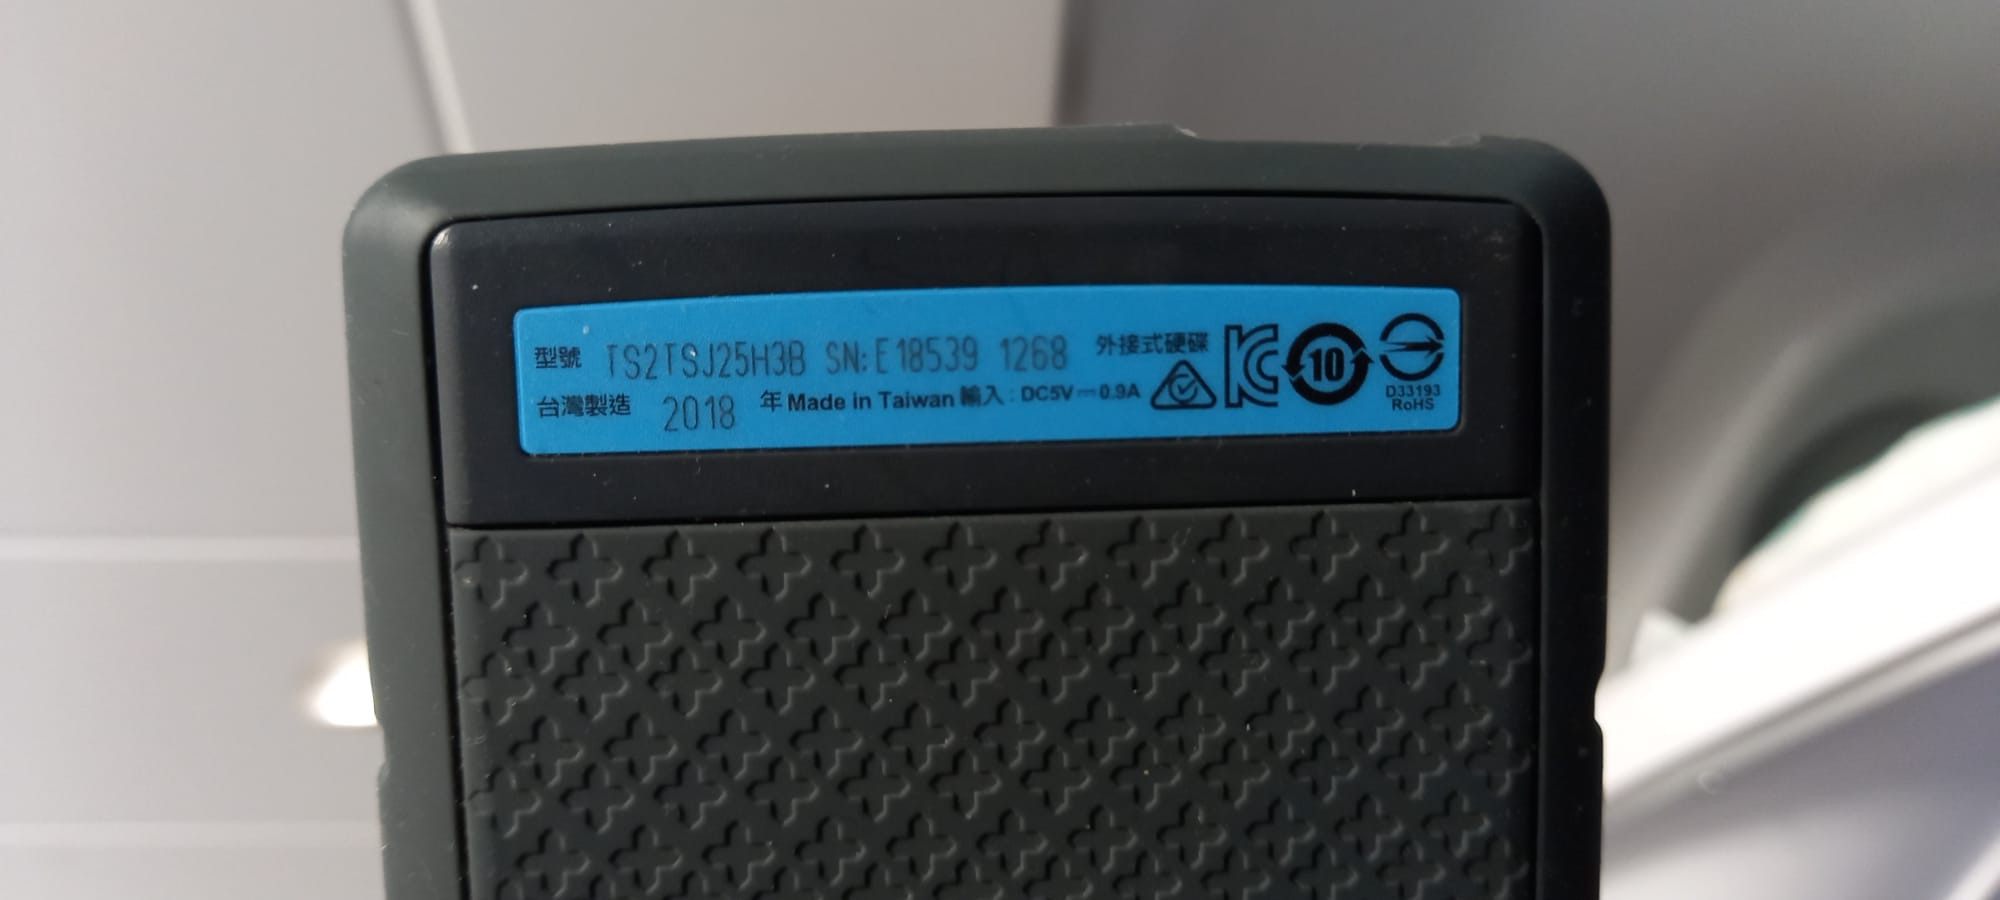 型號 TS2TSJ25H3B SN: E18539 1268 外接式硬碟
台灣製造 2018 年 Made in Taiwan 輸入 : DC5V ⎓ 0.9A
10
D33193
RoHS